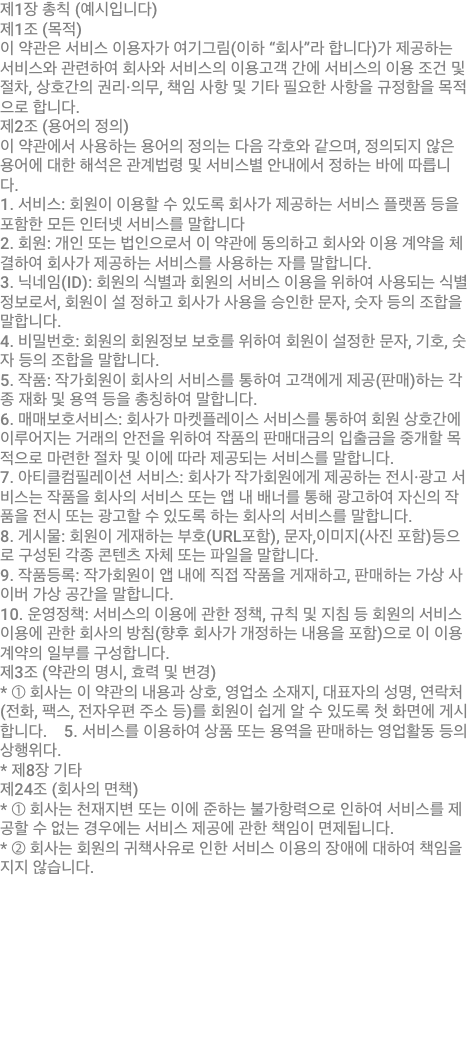 제1장 총칙 (예시입니다)
제1조 (목적)
이 약관은 서비스 이용자가 여기그림(이하 “회사”라 합니다)가 제공하는
서비스와 관련하여 회사와 서비스의 이용고객 간에 서비스의 이용 조건 및
절차, 상호간의 권리·의무, 책임 사항 및 기타 필요한 사항을 규정함을 목적
으로 합니다.
제2조 (용어의 정의)
이 약관에서 사용하는 용어의 정의는 다음 각호와 같으며, 정의되지 않은
용어에 대한 해석은 관계법령 및 서비스별 안내에서 정하는 바에 따릅니
다.
1. 서비스: 회원이 이용할 수 있도록 회사가 제공하는 서비스 플랫폼 등을
포함한 모든 인터넷 서비스를 말합니다
2. 회원: 개인 또는 법인으로서 이 약관에 동의하고 회사와 이용 계약을 체
결하여 회사가 제공하는 서비스를 사용하는 자를 말합니다.
3. 닉네임(ID): 회원의 식별과 회원의 서비스 이용을 위하여 사용되는 식별
정보로서, 회원이 설 정하고 회사가 사용을 승인한 문자, 숫자 등의 조합을
말합니다.
4. 비밀번호: 회원의 회원정보 보호를 위하여 회원이 설정한 문자, 기호, 숫
자 등의 조합을 말합니다.
5. 작품: 작가회원이 회사의 서비스를 통하여 고객에게 제공(판매)하는 각
종 재화 및 용역 등을 총칭하여 말합니다.
6. 매매보호서비스: 회사가 마켓플레이스 서비스를 통하여 회원 상호간에
이루어지는 거래의 안전을 위하여 작품의 판매대금의 입출금을 중개할 목
적으로 마련한 절차 및 이에 따라 제공되는 서비스를 말합니다.
7. 아티클컴필레이션 서비스: 회사가 작가회원에게 제공하는 전시·광고 서
비스는 작품을 회사의 서비스 또는 앱 내 배너를 통해 광고하여 자신의 작
품을 전시 또는 광고할 수 있도록 하는 회사의 서비스를 말합니다.
8. 게시물: 회원이 게재하는 부호(URL포함), 문자,이미지(사진 포함)등으
로 구성된 각종 콘텐츠 자체 또는 파일을 말합니다.
9. 작품등록: 작가회원이 앱 내에 직접 작품을 게재하고, 판매하는 가상 사
이버 가상 공간을 말합니다.
10. 운영정책: 서비스의 이용에 관한 정책, 규칙 및 지침 등 회원의 서비스
이용에 관한 회사의 방침(향후 회사가 개정하는 내용을 포함)으로 이 이용
계약의 일부를 구성합니다.
제3조 (약관의 명시, 효력 및 변경)
* ① 회사는 이 약관의 내용과 상호, 영업소 소재지, 대표자의 성명, 연락처
(전화, 팩스, 전자우편 주소 등)를 회원이 쉽게 알 수 있도록 첫 화면에 게시
합니다. 5. 서비스를 이용하여 상품 또는 용역을 판매하는 영업활동 등의
상행위다.
* 제8장 기타
제24조 (회사의 면책)
* ① 회사는 천재지변 또는 이에 준하는 불가항력으로 인하여 서비스를 제
공할 수 없는 경우에는 서비스 제공에 관한 책임이 면제됩니다.
* ② 회사는 회원의 귀책사유로 인한 서비스 이용의 장애에 대하여 책임을
지지 않습니다.